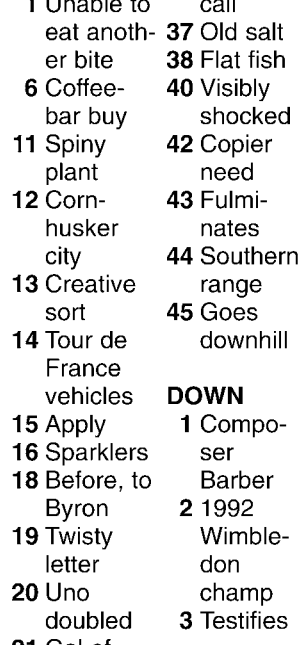 1 Unable to
eat anoth-
er bite
6 Coffee-
bar buy
11 Spiny
plant
12 Corn-
husker
city
13 Creative
sort
14 Tour de
France
vehicles
15 Apply
16 Sparklers
18 Before, to
Byron
19 Twisty
letter
20 Uno
doubled
call
37 Old salt
38 Flat fish
40 Visibly
shocked
42 Copier
need
43 Fulmi-
nates
44 Southern
range
45 Goes
downhill
DOWN
1 Compo-
ser
Barber
2 1992
Wimble-
don
champ
3 Testifies